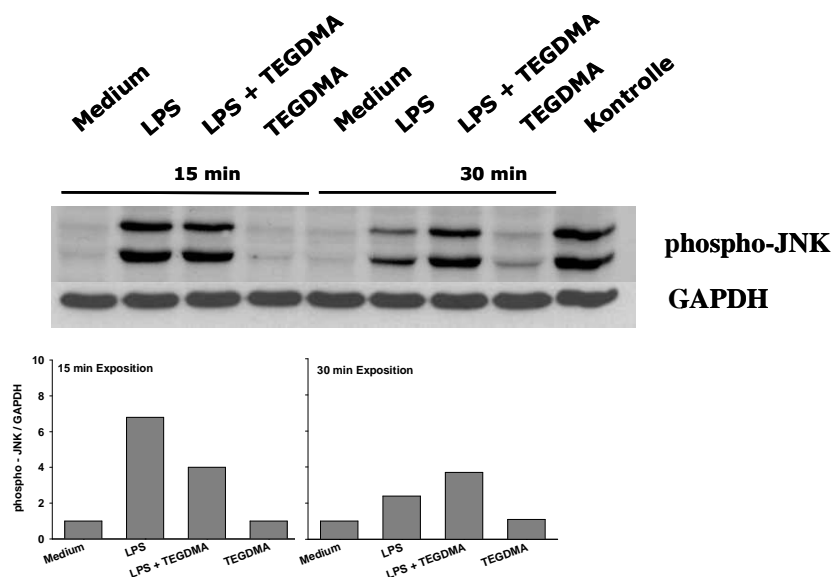 Medium LPS LPS + TEGDMA TEGDMA Medium LPS LPS + TEGDMA TEGDMA Kontrolle
15 min 30 min
phospho-JNK
GAPDH
phospho - JNK / GAPDH
10
8
6
4
2
0
15 min Exposition
Medium LPS LPS + TEGDMA TEGDMA
30 min Exposition
Medium LPS LPS + TEGDMA TEGDMA